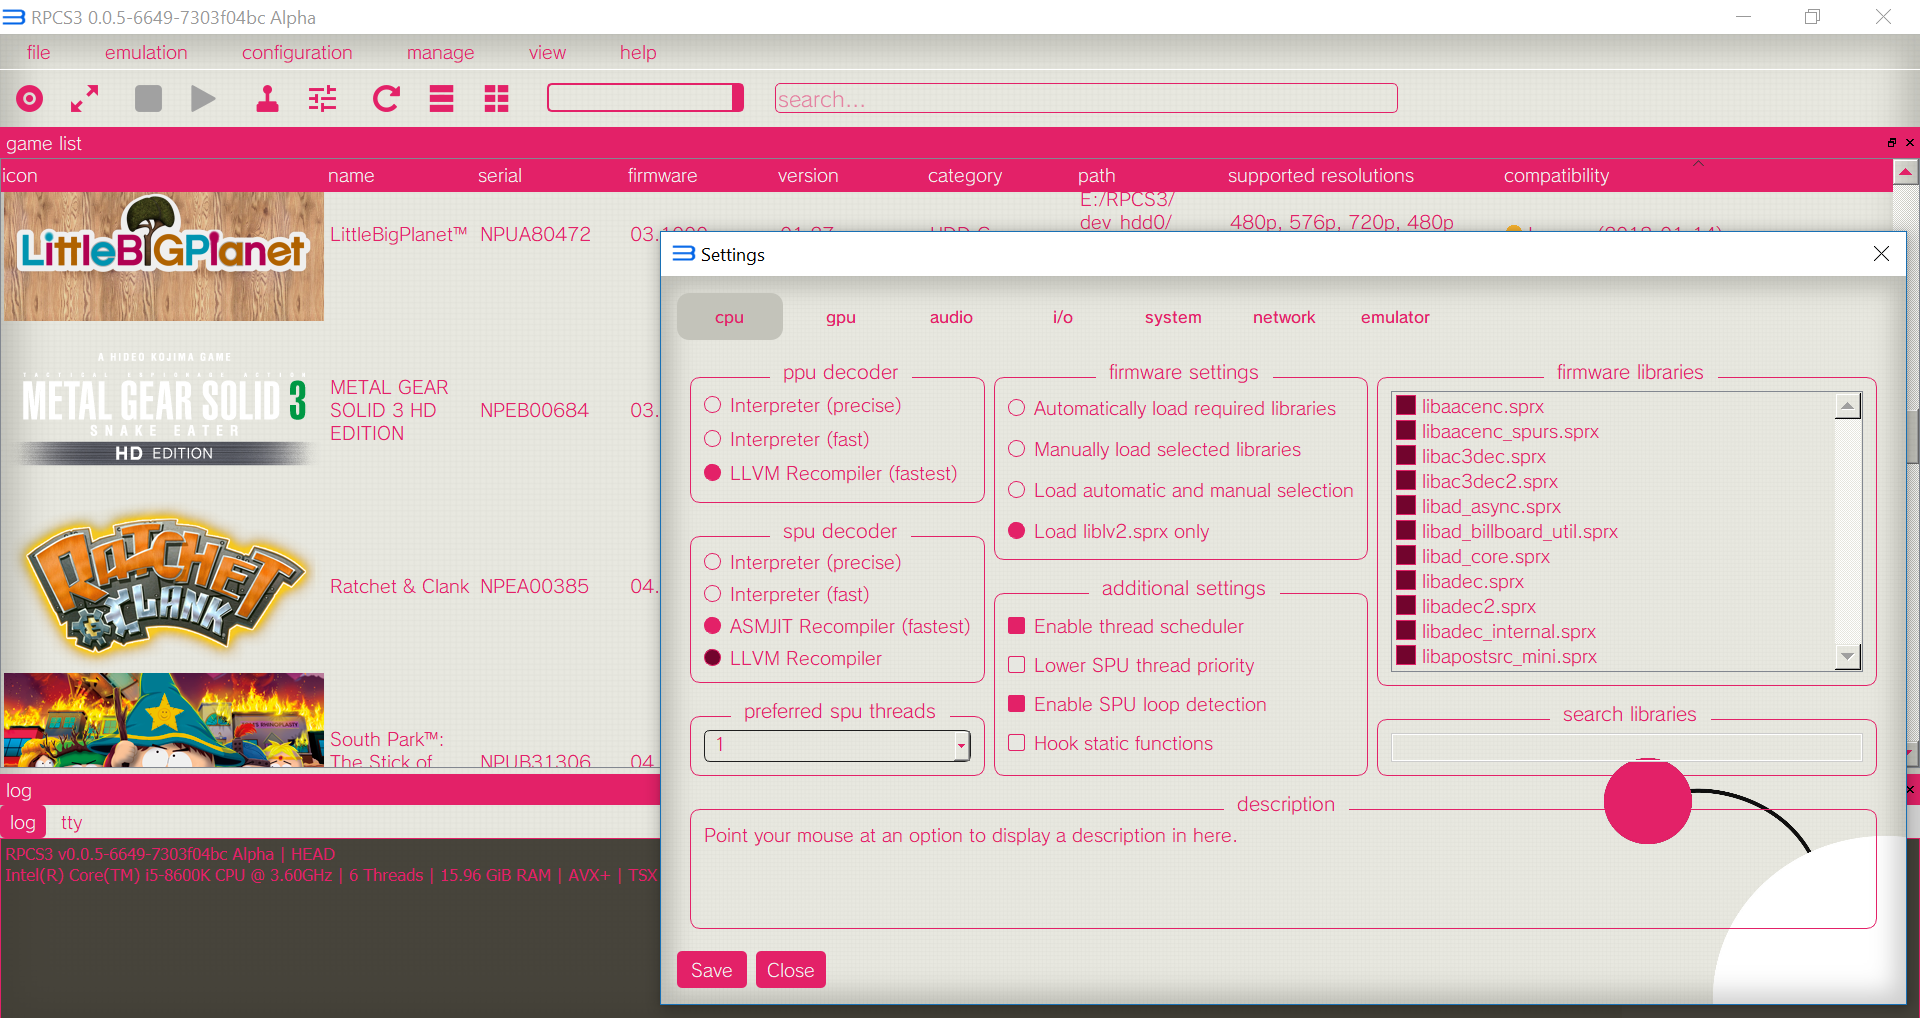 RPCS3 0.0.5-6649-7303f04bc Alpha
file emulation configuration manage view help
search...
game list
icon name serial firmware version category path supported resolutions compatibility
LittleBIGPlanet
LittleBigPlanet™ NPUA80472
E:/RPCS3/
dev_hdd0/
480p, 576p, 720p, 480p
A HIDEO KOJIMA GAME
TACTICAL ESPIONAGE ACTION
METAL GEAR SOLID 3
SNAKE EATER
HD EDITION
METAL GEAR
SOLID 3 HD
EDITION
NPEB00684 03.
RATCHET
CLANK
Ratchet & Clank NPEA00385 04.
South Park™:
The Stick of
NPUB31306 04
log
log tty
RPCS3 v0.0.5-6649-7303f04bc Alpha | HEAD
Intel(R) Core(TM) i5-8600K CPU @ 3.60GHz | 6 Threads | 15.96 GiB RAM | AVX+ | TSX
Settings
cpu gpu audio i/o system network emulator
ppu decoder
Interpreter (precise)
Interpreter (fast)
LLVM Recompiler (fastest)
spu decoder
Interpreter (precise)
Interpreter (fast)
ASMJIT Recompiler (fastest)
LLVM Recompiler
preferred spu threads
1
firmware settings
Automatically load required libraries
Manually load selected libraries
Load automatic and manual selection
Load liblv2.sprx only
additional settings
Enable thread scheduler
Lower SPU thread priority
Enable SPU loop detection
Hook static functions
firmware libraries
libaacenc.sprx
libaacenc_spurs.sprx
libac3dec.sprx
libac3dec2.sprx
libad_async.sprx
libad_billboard_util.sprx
libad_core.sprx
libadec.sprx
libadec2.sprx
libadec_internal.sprx
libapostsrc_mini.sprx
search libraries
description
Point your mouse at an option to display a description in here.
Save Close